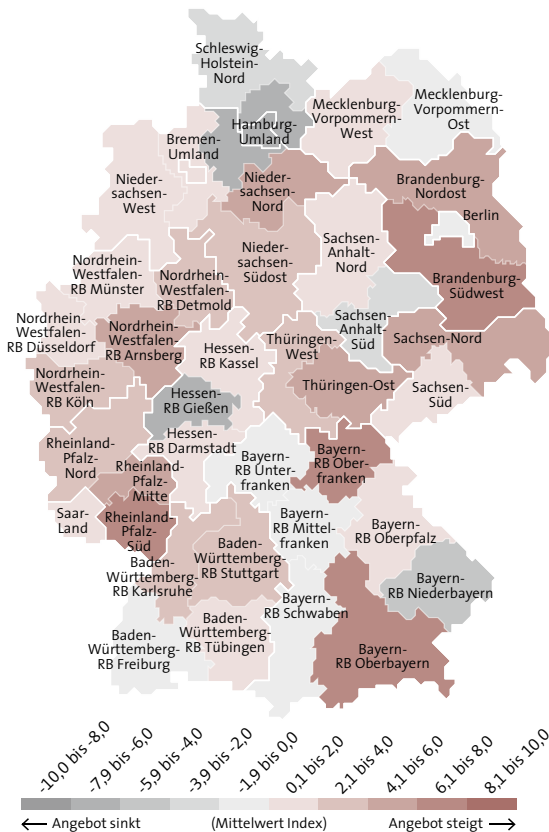 Schleswig-
Holstein-
Nord
Hamburg-
Umland
Mecklenburg-
Vorpommern-
West
Mecklenburg-
Vorpommern-
Ost
Bremen-
Umland
Nieder-
sachsen-
West
Nieder-
sachsen-
Nord
Brandenburg-
Nordost
Berlin
Nieder-
sachsen-
Südost
Sachsen-
Anhalt-
Nord
Brandenburg-
Südwest
Nordrhein-
Westfalen-
RB Münster
Nordrhein-
Westfalen-
RB Detmold
Sachsen-
Anhalt-
Süd
Nordrhein-
Westfalen-
RB Düsseldorf
Nordrhein-
Westfalen-
RB Arnsberg
Hessen-
RB Kassel
Thüringen-
West
Sachsen-Nord
Nordrhein-
Westfalen-
RB Köln
Hessen-
RB Gießen
Thüringen-Ost
Sachsen-
Süd
Rheinland-
Pfalz-
Nord
Hessen-
RB Darmstadt
Bayern-
RB Unter-
franken
Bayern-
RB Ober-
franken
Rheinland-
Pfalz-
Mitte
Saar-
Land
Rheinland-
Pfalz-
Süd
Bayern-
RB Mittel-
franken
Bayern-
RB Oberpfalz
Baden-
Württemberg-
RB Karlsruhe
Baden-
Württemberg-
RB Stuttgart
Bayern-
RB Niederbayern
Baden-
Württemberg-
RB Freiburg
Baden-
Württemberg-
RB Tübingen
Bayern-
RB Schwaben
Bayern-
RB Oberbayern
-10,0 bis -8,0
-7,9 bis -6,0
-5,9 bis -4,0
-3,9 bis -2,0
-1,9 bis 0,0
0,1 bis 2,0
2,1 bis 4,0
4,1 bis 6,0
6,1 bis 8,0
8,1 bis 10,0
← Angebot sinkt (Mittelwert Index) Angebot steigt →